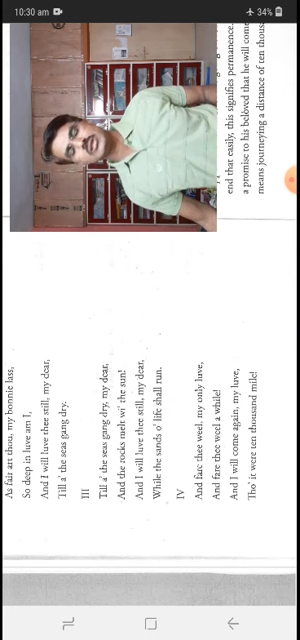 10:30 am
34%
end that easily, this signifies permanence.
a promise to his beloved that he will come
means journeying a distance of ten thous
As fair art thou, my bonnie lass,
So deep in luve am I,
And I will luve thee still, my dear,
Till a' the seas gang dry.
III
Till a' the seas gang dry, my dear,
And the rocks melt wi' the sun!
And I will luve thee still, my dear,
While the sands o' life shall run.
IV
And fare thee weel, my only luve,
And fare thee weel a while!
And I will come again, my luve,
Tho' it were ten thousand mile!